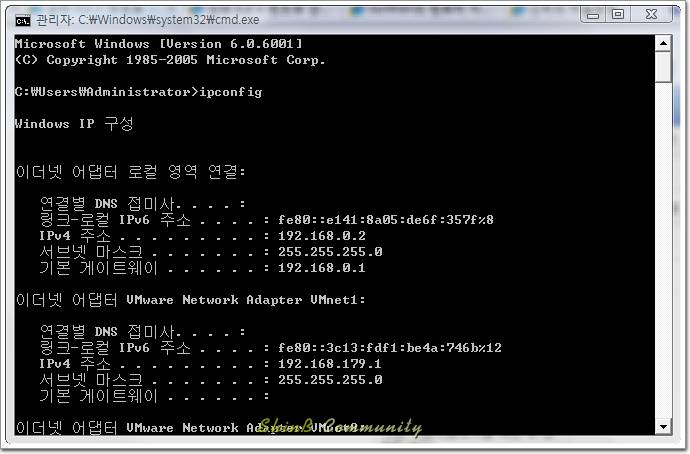 관리자: C:₩Windows₩system32₩cmd.exe
Microsoft Windows [Version 6.0.6001]
(C) Copyright 1985-2005 Microsoft Corp.
C:₩Users₩Administrator>ipconfig
Windows IP 구성
이더넷 어댑터 로컬 영역 연결:
연결별 DNS 접미사. . . . :
링크-로컬 IPv6 주소 . . . . : fe80::e141:8a05:de6f:357f%8
IPv4 주소 . . . . . . . . . : 192.168.0.2
서브넷 마스크 . . . . . . . : 255.255.255.0
기본 게이트웨이 . . . . . . : 192.168.0.1
이더넷 어댑터 VMware Network Adapter VMnet1:
연결별 DNS 접미사. . . . :
링크-로컬 IPv6 주소 . . . . : fe80::3c13:fdf1:be4a:746b%12
IPv4 주소 . . . . . . . . . : 192.168.179.1
서브넷 마스크 . . . . . . . : 255.255.255.0
기본 게이트웨이 . . . . . . :
이더넷 어댑터 VMware Network Adapter VMnet8:
ShinB Community